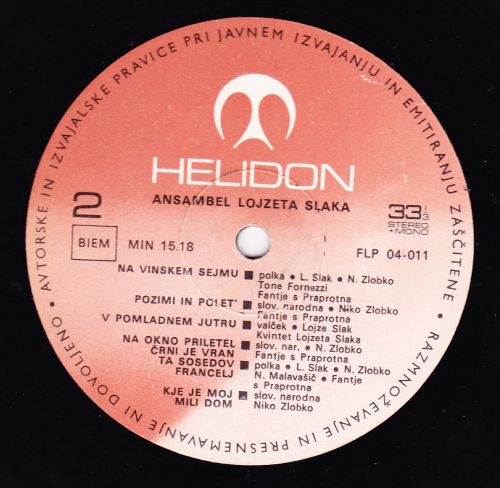 AVTORSKE IN IZVAJALSKE PRAVICE PRI JAVNEM IZVAJANJU IN EMITIRANJU ZAŠČITENE • RAZMNOŽEVANJE IN PRESNEMAVANJE NI DOVOLJENO •
HELIDON
ANSAMBEL LOJZETA SLAKA
2
33 1/3
STEREO
+MONO
BIEM
MIN 15.18
FLP 04-011
NA VINSKEM SEJMU ■ polka • L. Slak • N. Zlobko
Tone Fornezzi
Fantje s Praprotna
POZIMI IN POLET' ■ slov. narodna • Niko Zlobko
Fantje s Praprotna
V POMLADNEM JUTRU ■ valček • Lojze Slak
Kvintet Lojzeta Slaka
NA OKNO PRILETEL ■ slov. nar. • N. Zlobko
ČRNI JE VRAN Fantje s Praprotna
TA SOSEDOV ■ polka • L. Slak • N. Zlobko
FRANCELJ N. Malavašič • Fantje
s Praprotna
KJE JE MOJ ■ slov. narodna
MILI DOM Niko Zlobko